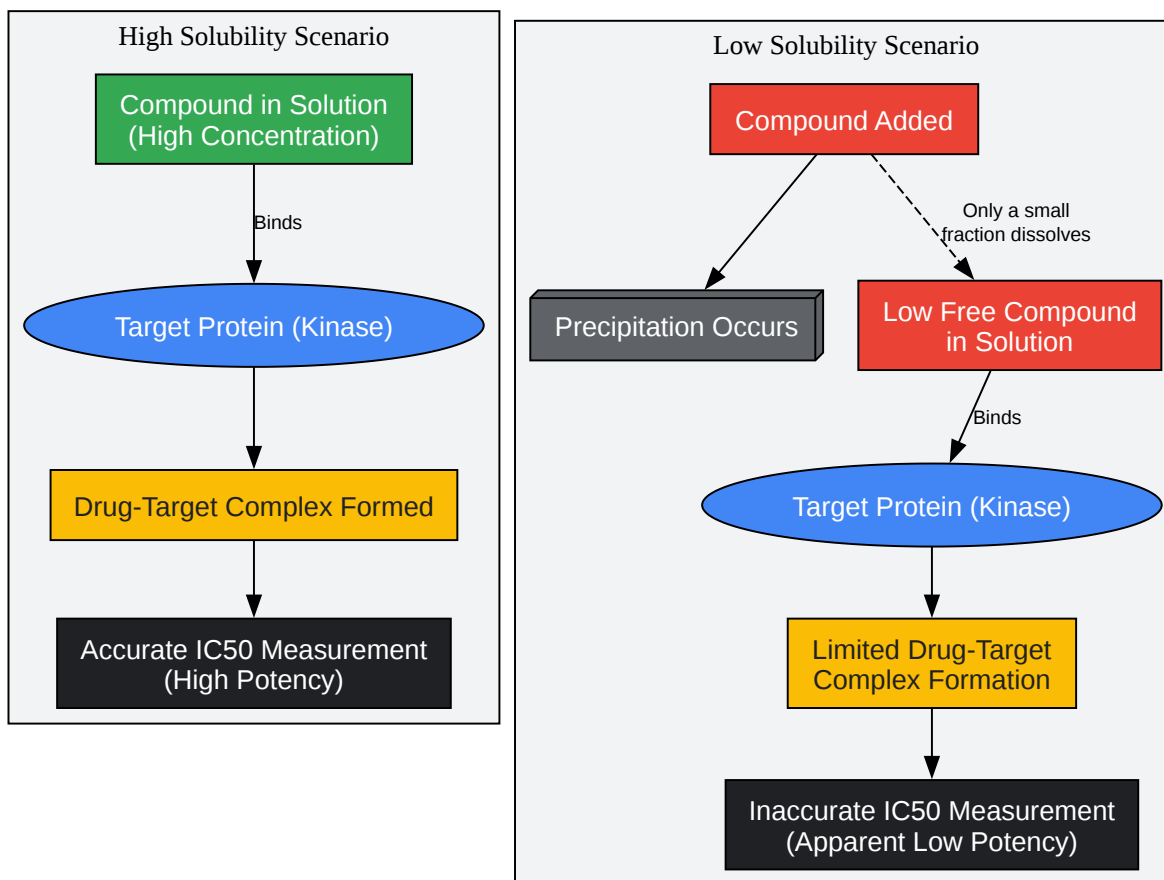 High Solubility Scenario
Compound in Solution
(High Concentration)
Binds
Target Protein (Kinase)
Drug-Target Complex Formed
Accurate IC50 Measurement
(High Potency)
Low Solubility Scenario
Compound Added
Only a small
fraction dissolves
Precipitation Occurs
Low Free Compound
in Solution
Binds
Target Protein (Kinase)
Limited Drug-Target
Complex Formation
Inaccurate IC50 Measurement
(Apparent Low Potency)